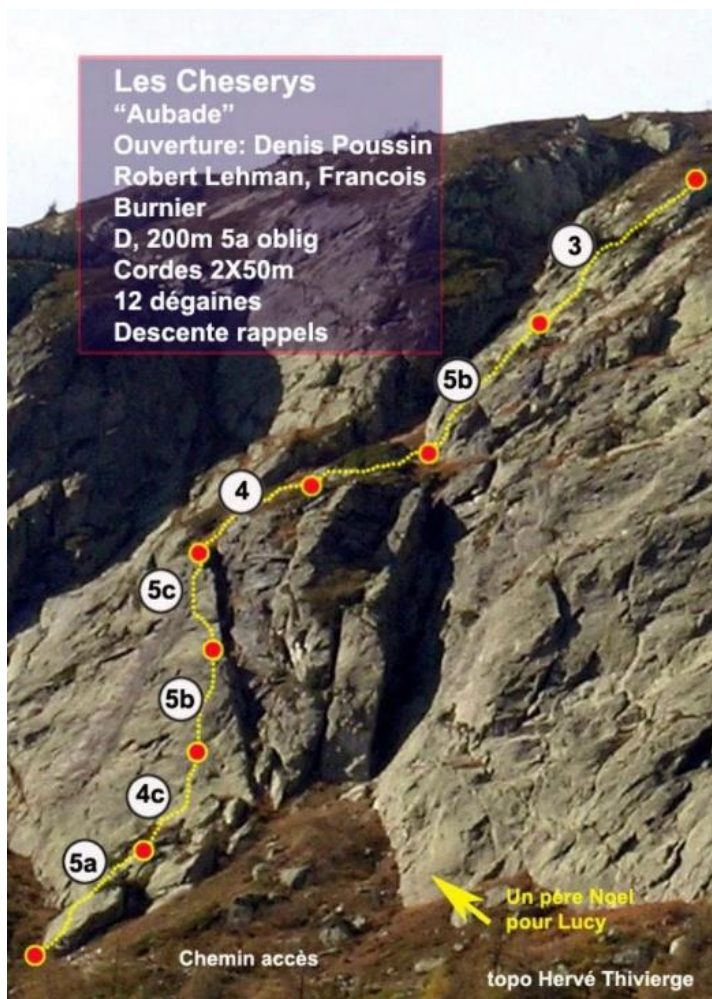 Les Cheserys
“Aubade”
Ouverture: Denis Poussin
Robert Lehman, Francois
Burnier
D, 200m 5a oblig
Cordes 2X50m
12 dégaines
Descente rappels
3
5b
4
5c
5b
4c
5a
Un père Noel
pour Lucy
Chemin accès
topo Hervé Thivierge